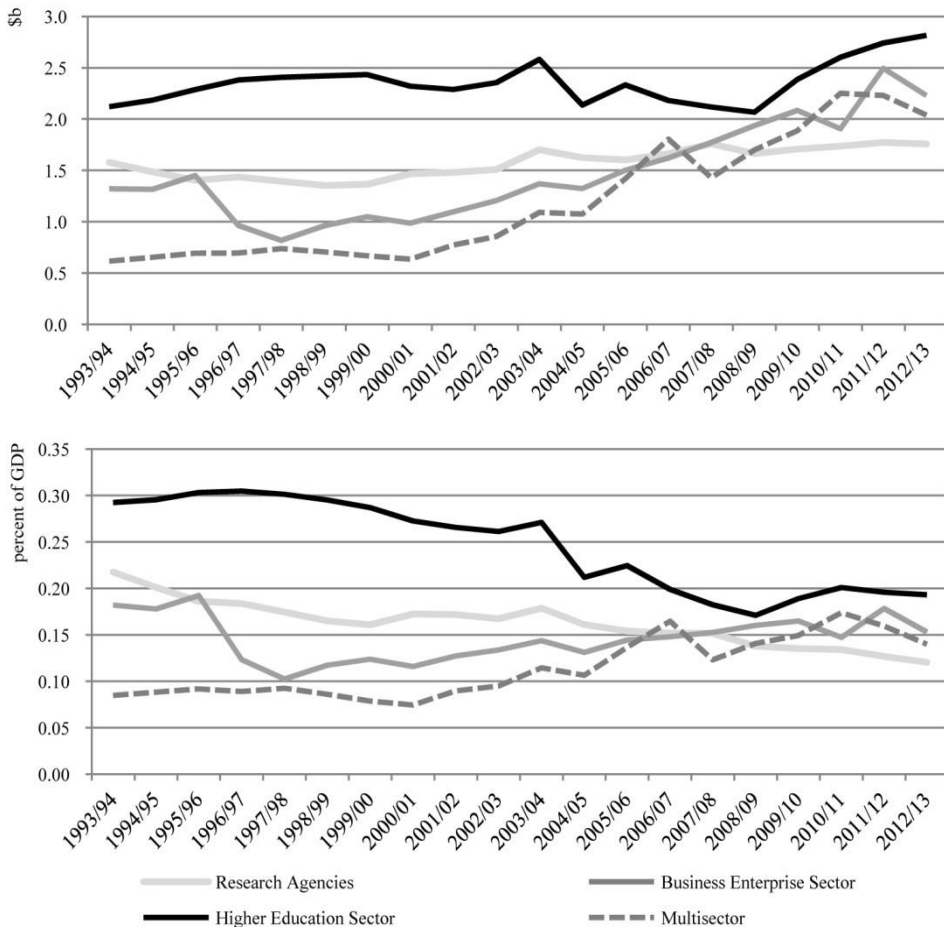 $b
3.0
2.5
2.0
1.5
1.0
0.5
0.0
1993/94 1994/95 1995/96 1996/97 1997/98 1998/99 1999/00 2000/01 2001/02 2002/03 2003/04 2004/05 2005/06 2006/07 2007/08 2008/09 2009/10 2010/11 2011/12 2012/13
percent of GDP
0.35
0.30
0.25
0.20
0.15
0.10
0.05
0.00
1993/94 1994/95 1995/96 1996/97 1997/98 1998/99 1999/00 2000/01 2001/02 2002/03 2003/04 2004/05 2005/06 2006/07 2007/08 2008/09 2009/10 2010/11 2011/12 2012/13
Research Agencies Business Enterprise Sector
Higher Education Sector Multisector